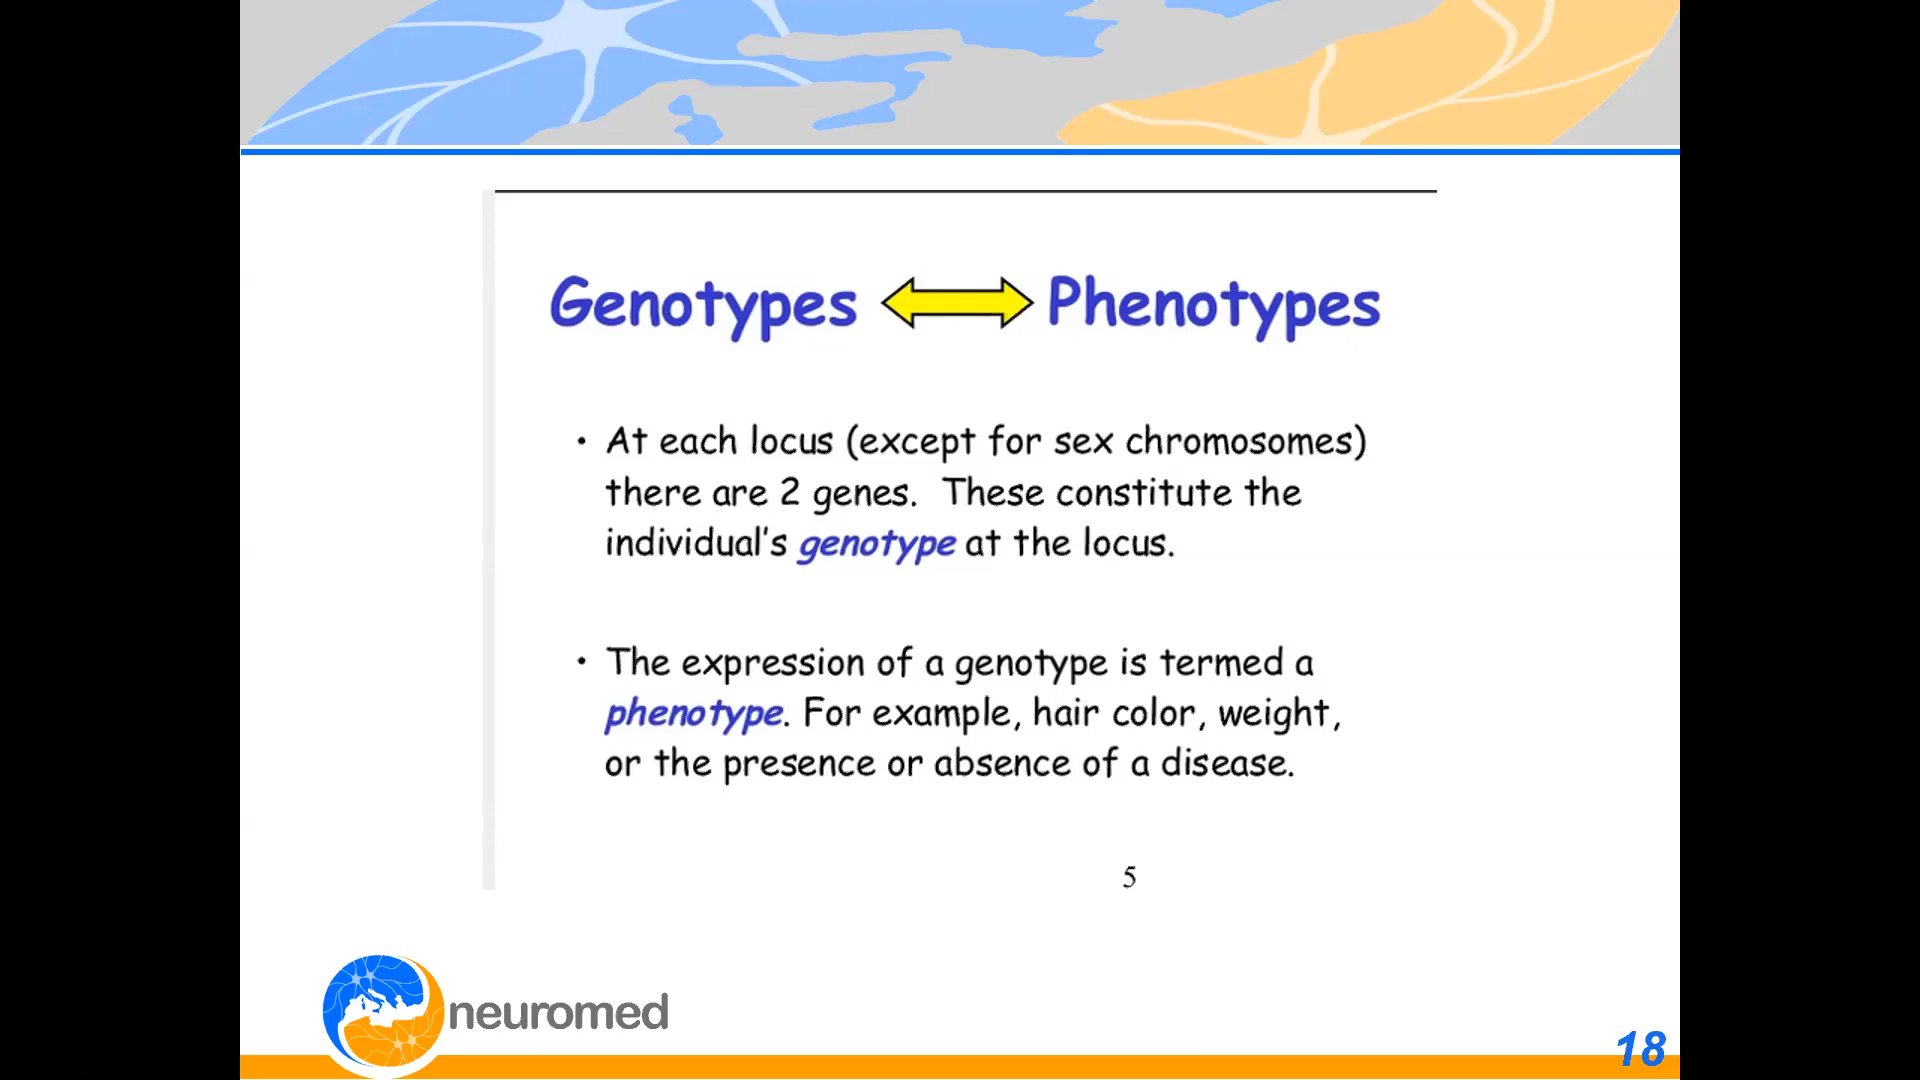 Genotypes Phenotypes
• At each locus (except for sex chromosomes)
there are 2 genes.  These constitute the
individual's genotype at the locus.
• The expression of a genotype is termed a
phenotype. For example, hair color, weight,
or the presence or absence of a disease.
5
neuromed
18